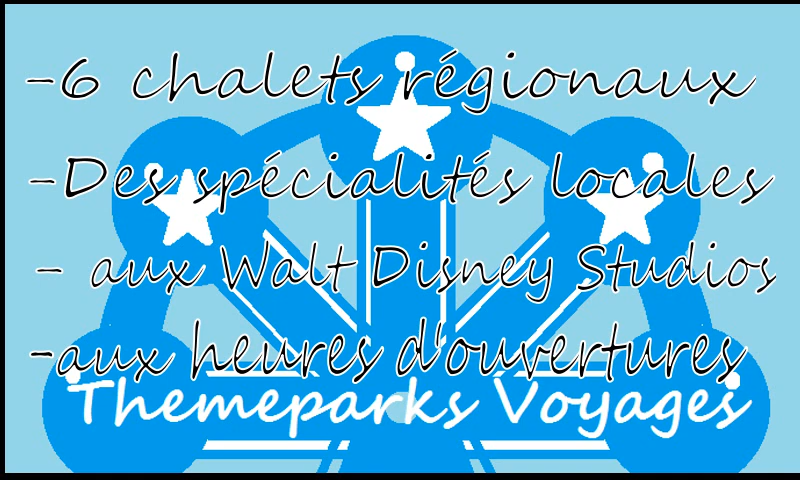 -6 chalets régionaux
-Des spécialités locales
- aux Walt Disney Studios
-aux heures d'ouvertures
Themeparks Voyages